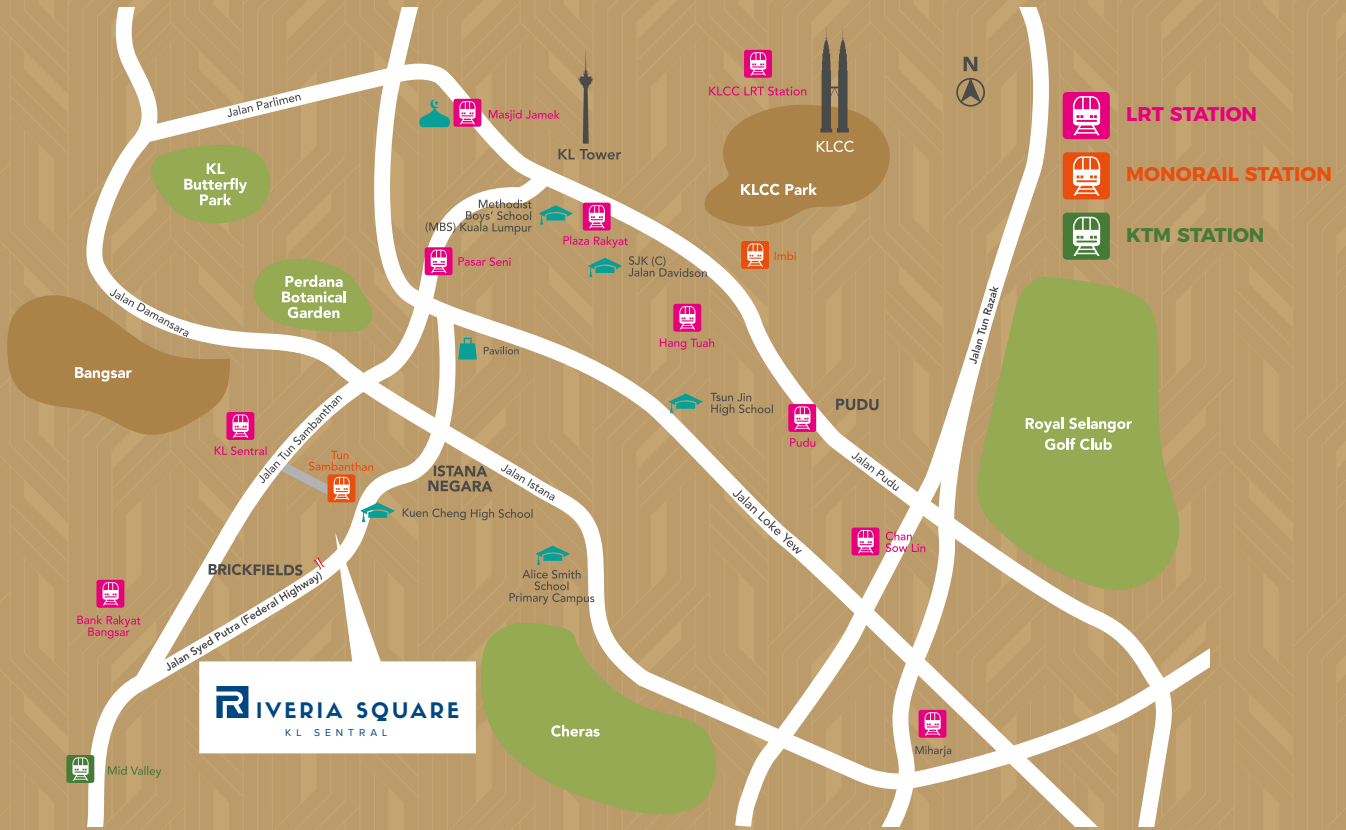 N
KLCC LRT Station
KLCC
KLCC Park
LRT STATION
MONORAIL STATION
KTM STATION
Jalan Parlimen
Masjid Jamek
KL Tower
KL
Butterfly
Park
Methodist
Boys' School
(MBS) Kuala Lumpur
Plaza Rakyat
Pasar Seni
SJK (C)
Jalan Davidson
Imbi
Perdana
Botanical
Garden
Jalan Damansara
Hang Tuah
Jalan Tun Razak
Pavilion
Bangsar
Tsun Jin
High School
PUDU
Pudu
Royal Selangor
Golf Club
KL Sentral
Jalan Tun Sambanthan
Tun
Sambanthan
ISTANA
NEGARA
Jalan Istana
Jalan Pudu
Kuen Cheng High School
Jalan Loke Yew
Chan
Sow Lin
BRICKFIELDS
Alice Smith
School
Primary Campus
Bank Rakyat
Bangsar
Jalan Syed Putra (Federal Highway)
RIVERIA SQUARE
KL SENTRAL
Cheras
Miharja
Mid Valley